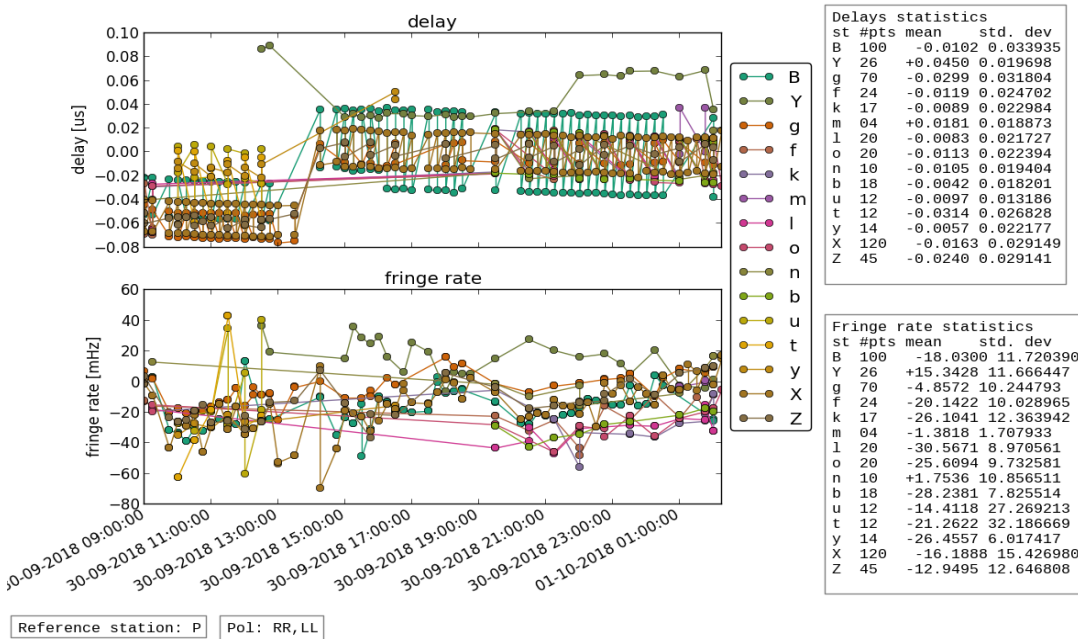 delay
0.10
0.08
0.06
0.04
0.02
0.00
−0.02
−0.04
−0.06
−0.08
delay [us]
fringe rate
60
40
20
0
−20
−40
−60
−80
fringe rate [mHz]
30-09-2018 09:00:00
30-09-2018 11:00:00
30-09-2018 13:00:00
30-09-2018 15:00:00
30-09-2018 17:00:00
30-09-2018 19:00:00
30-09-2018 21:00:00
30-09-2018 23:00:00
01-10-2018 01:00:00
B
Y
g
f
k
m
l
o
n
b
u
t
y
X
Z
Delays statistics
st #pts mean std. dev
B 100 -0.0102 0.033935
Y 26 +0.0450 0.019698
g 70 -0.0299 0.031804
f 24 -0.0119 0.024702
k 17 -0.0089 0.022984
m 04 +0.0181 0.018873
l 20 -0.0083 0.021727
o 20 -0.0113 0.022394
n 10 -0.0105 0.019404
b 18 -0.0042 0.018201
u 12 -0.0097 0.013186
t 12 -0.0314 0.026828
y 14 -0.0057 0.022177
X 120 -0.0163 0.029149
Z 45 -0.0240 0.029141
Fringe rate statistics
st #pts mean std. dev
B 100 -18.0300 11.720390
Y 26 +15.3428 11.666447
g 70 -4.8572 10.244793
f 24 -20.1422 10.028965
k 17 -26.1041 12.363942
m 04 -1.3818 1.707933
l 20 -30.5671 8.970561
o 20 -25.6094 9.732581
n 10 +1.7536 10.856511
b 18 -28.2381 7.825514
u 12 -14.4118 27.269213
t 12 -21.2622 32.186669
y 14 -26.4557 6.017417
X 120 -16.1888 15.426980
Z 45 -12.9495 12.646808
Reference station: P
Pol: RR,LL